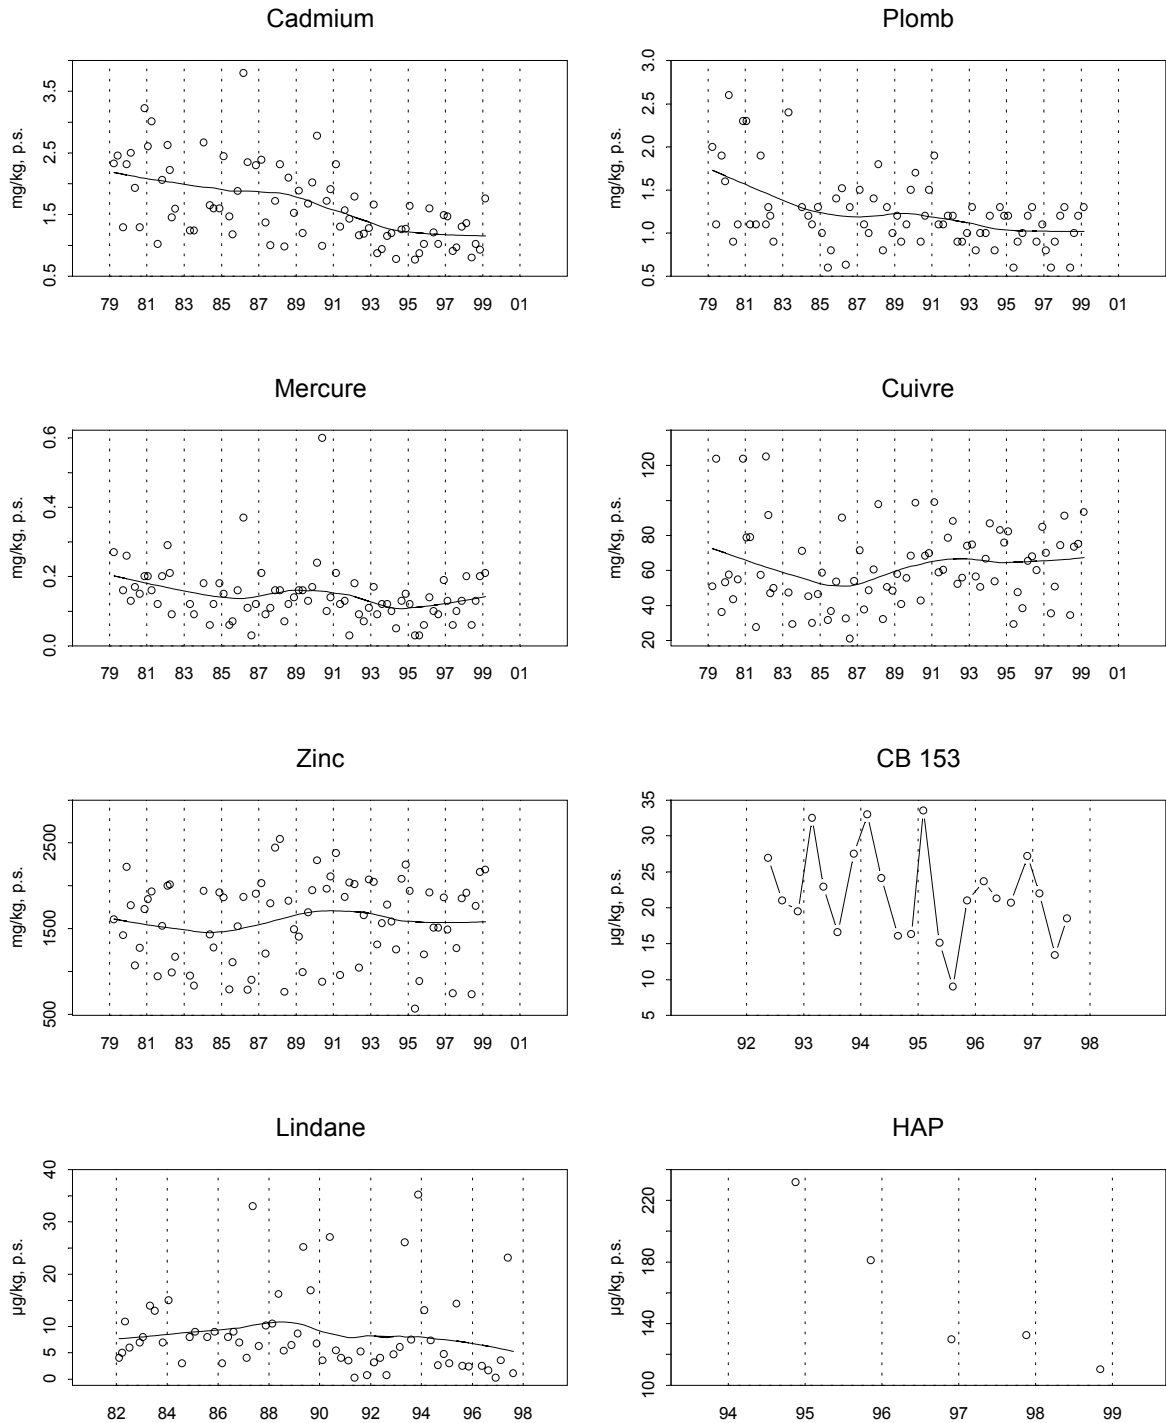 Cadmium
mg/kg, p.s.
0.5 1.5 2.5 3.5
79 81 83 85 87 89 91 93 95 97 99 01
Plomb
mg/kg, p.s.
0.5 1.0 1.5 2.0 2.5 3.0
79 81 83 85 87 89 91 93 95 97 99 01
Mercure
mg/kg, p.s.
0.0 0.2 0.4 0.6
79 81 83 85 87 89 91 93 95 97 99 01
Cuivre
mg/kg, p.s.
20 40 60 80 120
79 81 83 85 87 89 91 93 95 97 99 01
Zinc
mg/kg, p.s.
500 1500 2500
79 81 83 85 87 89 91 93 95 97 99 01
CB 153
µg/kg, p.s.
5 10 15 20 25 30 35
92 93 94 95 96 97 98
Lindane
µg/kg, p.s.
0 5 10 20 30 40
82 84 86 88 90 92 94 96 98
HAP
µg/kg, p.s.
100 140 180 220
94 95 96 97 98 99